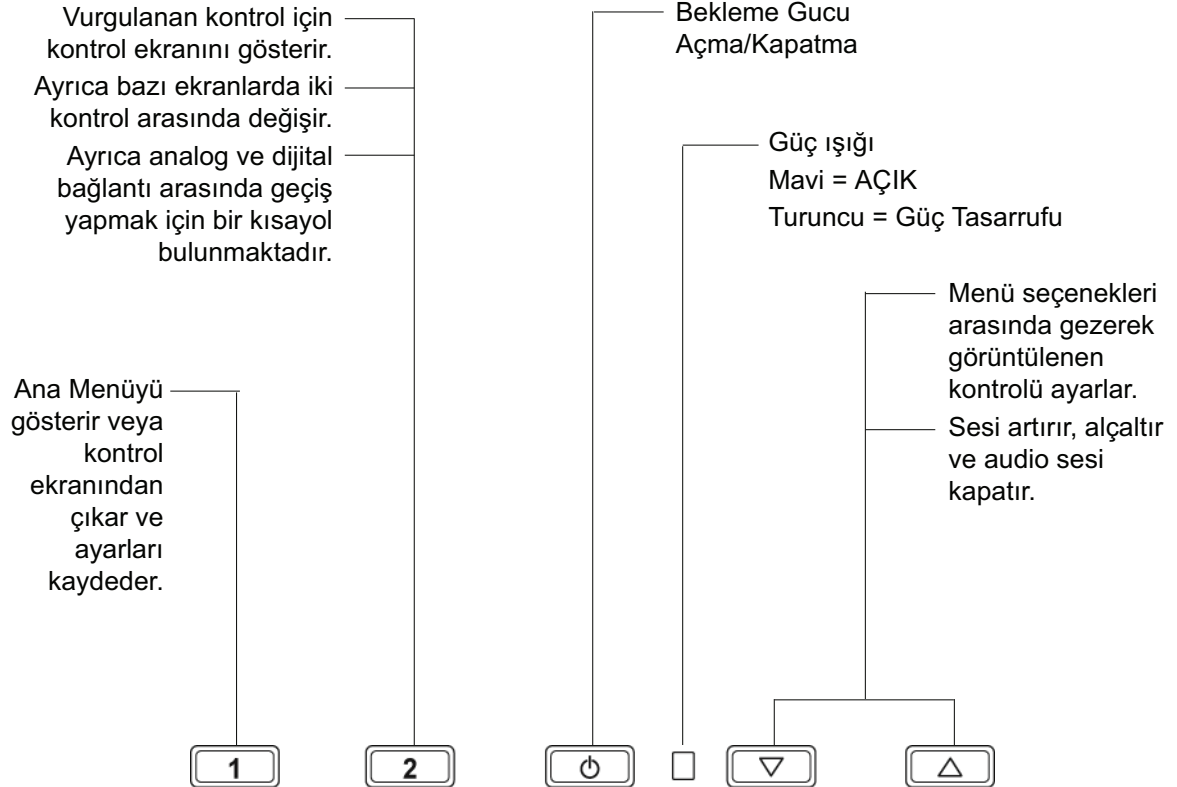 Vurgulanan kontrol için
kontrol ekranını gösterir.
Ayrıca bazı ekranlarda iki
kontrol arasında değişir.
Ayrıca analog ve dijital
bağlantı arasında geçiş
yapmak için bir kısayol
bulunmaktadır.
Bekleme Gucu
Açma/Kapatma
Güç ışığı
Mavi = AÇIK
Turuncu = Güç Tasarrufu
Menü seçenekleri
arasında gezerek
görüntülenen
kontrolü ayarlar.
Sesi artırır, alçaltır
ve audio sesi
kapatır.
Ana Menüyü
gösterir veya
kontrol
ekranından
çıkar ve
ayarları
kaydeder.
1
2